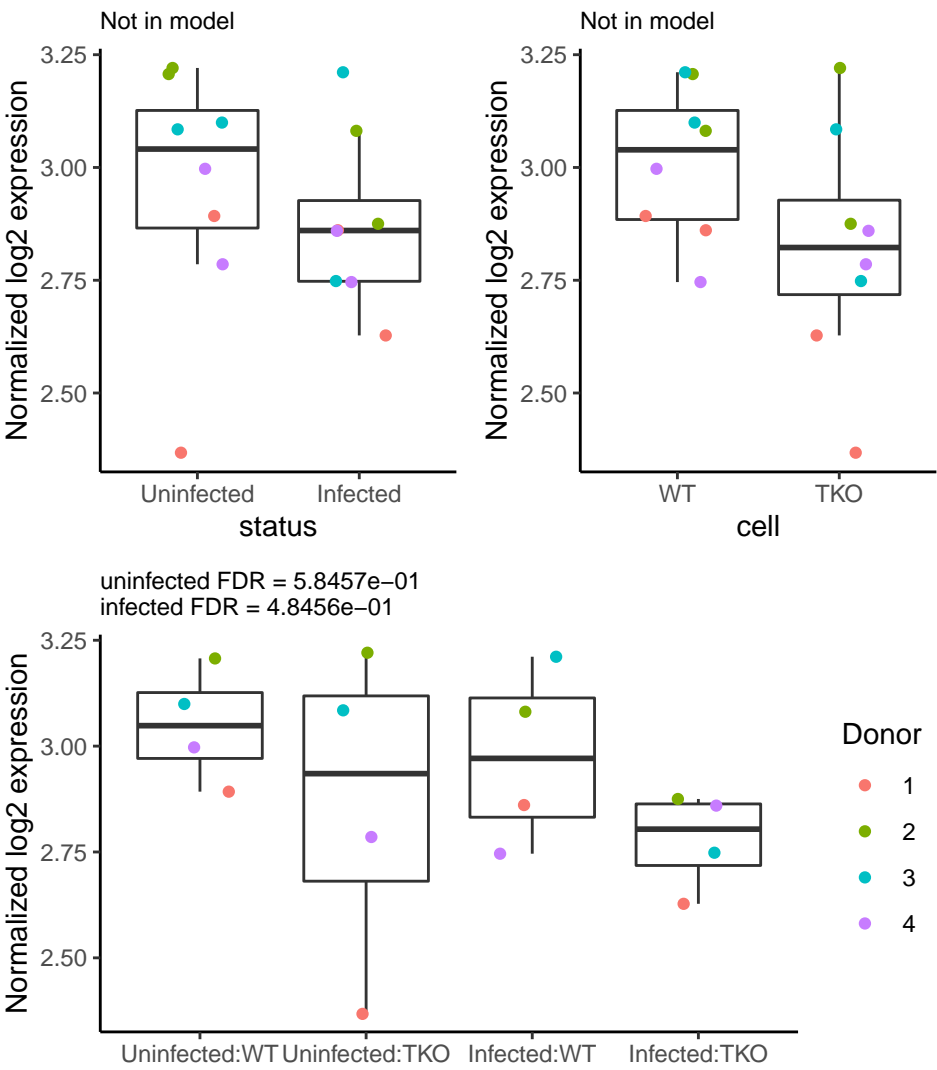 Not in model
Normalized log2 expression
3.25
3.00
2.75
2.50
Uninfected
Infected
status
Not in model
Normalized log2 expression
3.25
3.00
2.75
2.50
WT
TKO
cell
uninfected FDR = 5.8457e−01
infected FDR = 4.8456e−01
Normalized log2 expression
3.25
3.00
2.75
2.50
Uninfected:WT
Uninfected:TKO
Infected:WT
Infected:TKO
Donor
1
2
3
4